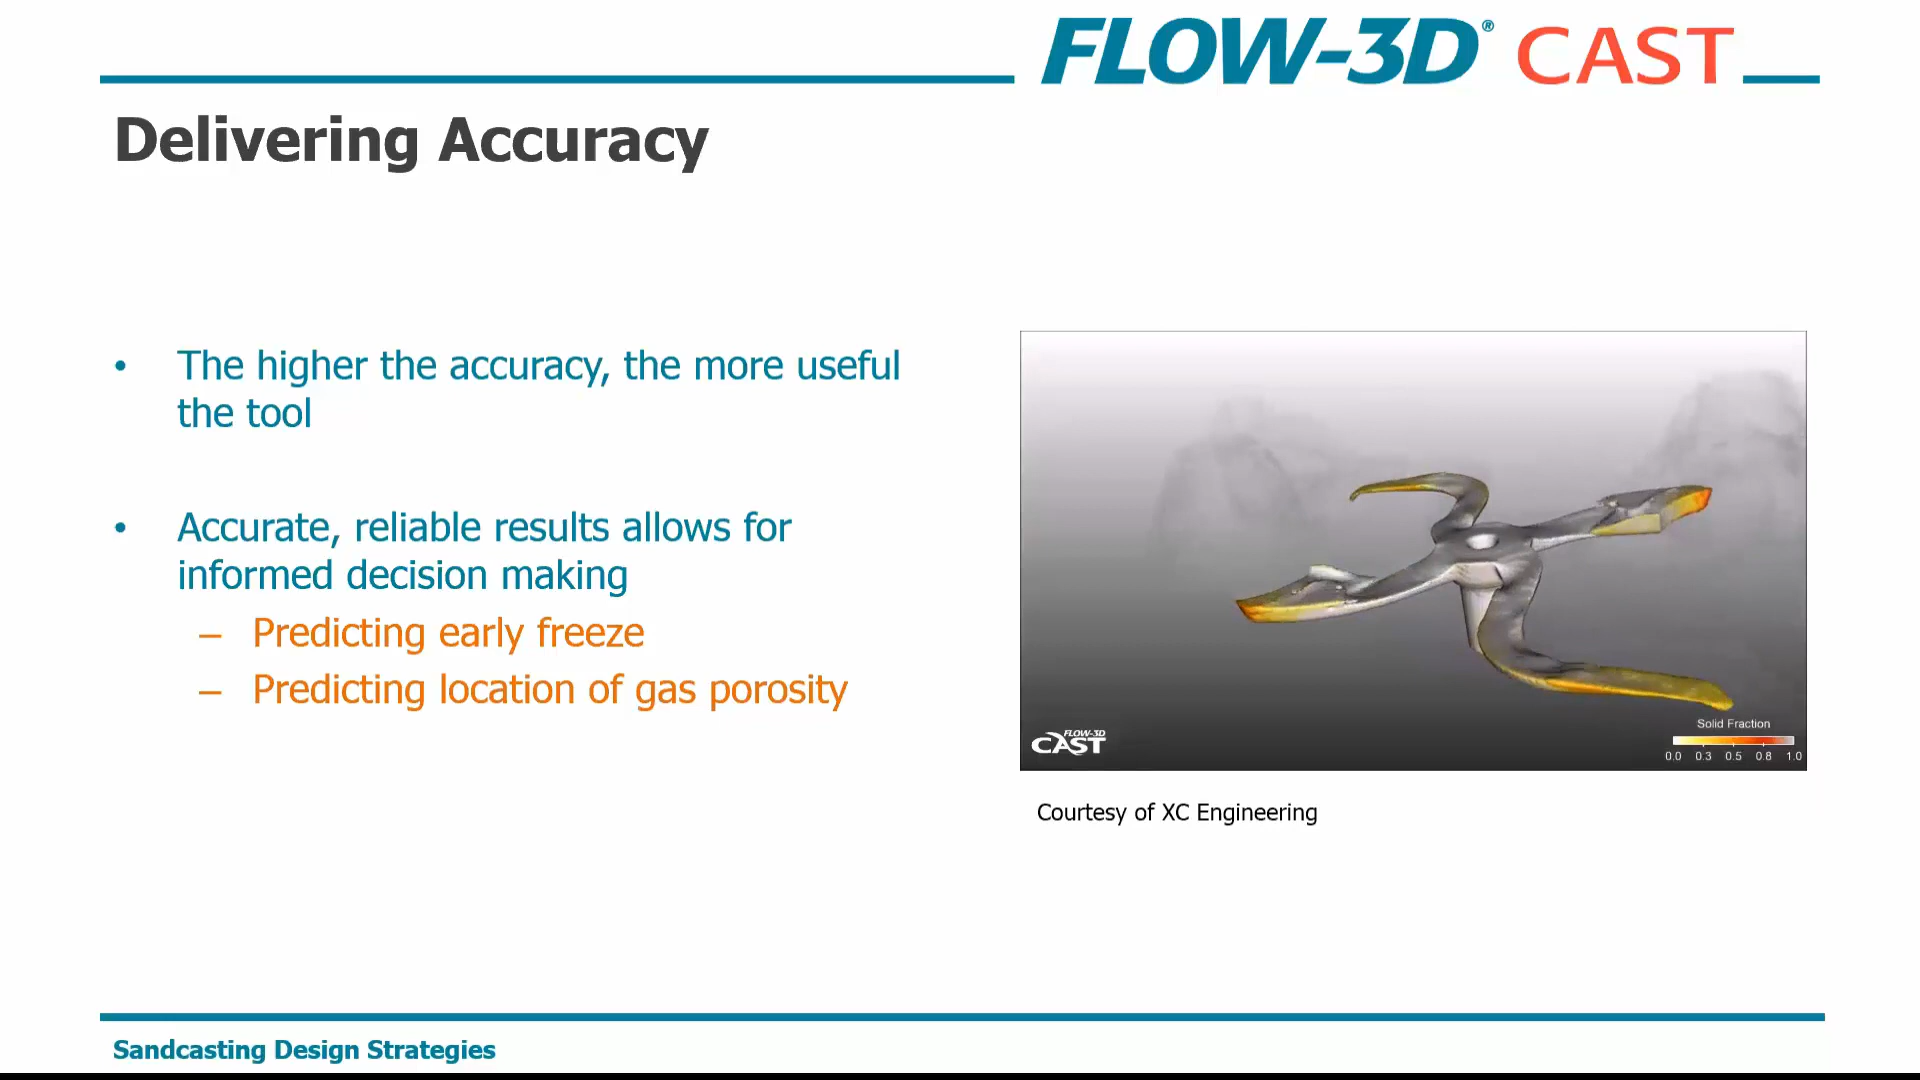 FLOW-3D® CAST
Delivering Accuracy
• The higher the accuracy, the more useful
the tool
• Accurate, reliable results allows for
informed decision making
– Predicting early freeze
– Predicting location of gas porosity
FLOW-3D
CAST
Solid Fraction
0.0 0.3 0.5 0.8 1.0
Courtesy of XC Engineering
Sandcasting Design Strategies